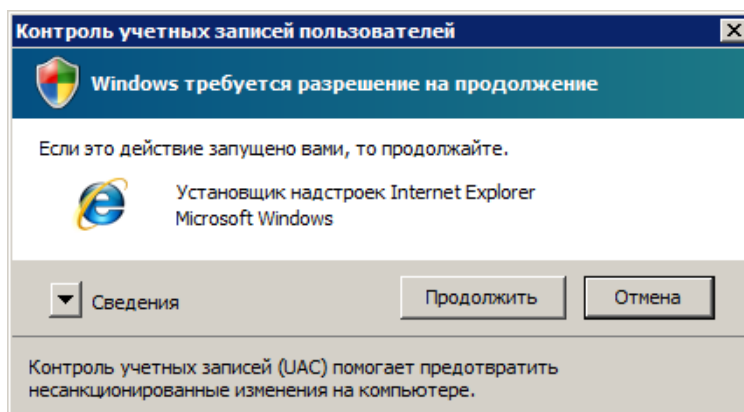 Контроль учетных записей пользователей
Windows требуется разрешение на продолжение
Если это действие запущено вами, то продолжайте.
Установщик надстроек Internet Explorer
Microsoft Windows
Сведения
Продолжить
Отмена
Контроль учетных записей (UAC) помогает предотвратить
несанкционированные изменения на компьютере.